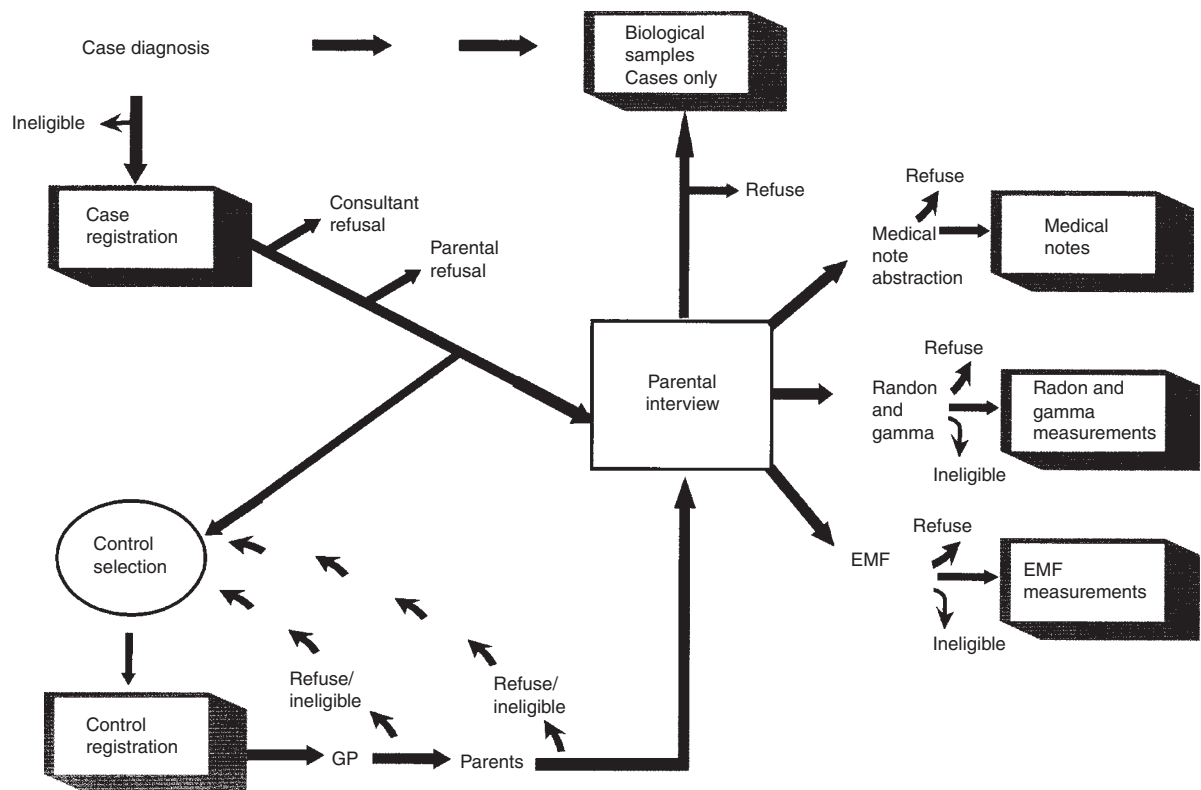 Case diagnosis
Biological
samples
Cases only
Ineligible
Case
registration
Consultant
refusal
Parental
refusal
Refuse
Refuse
Medical
note
abstraction
Medical
notes
Parental
interview
Refuse
Randon
and
gamma
Radon and
gamma
measurements
Ineligible
Control
selection
EMF
Refuse
EMF
measurements
Ineligible
Refuse/
ineligible
Refuse/
ineligible
Control
registration
GP
Parents